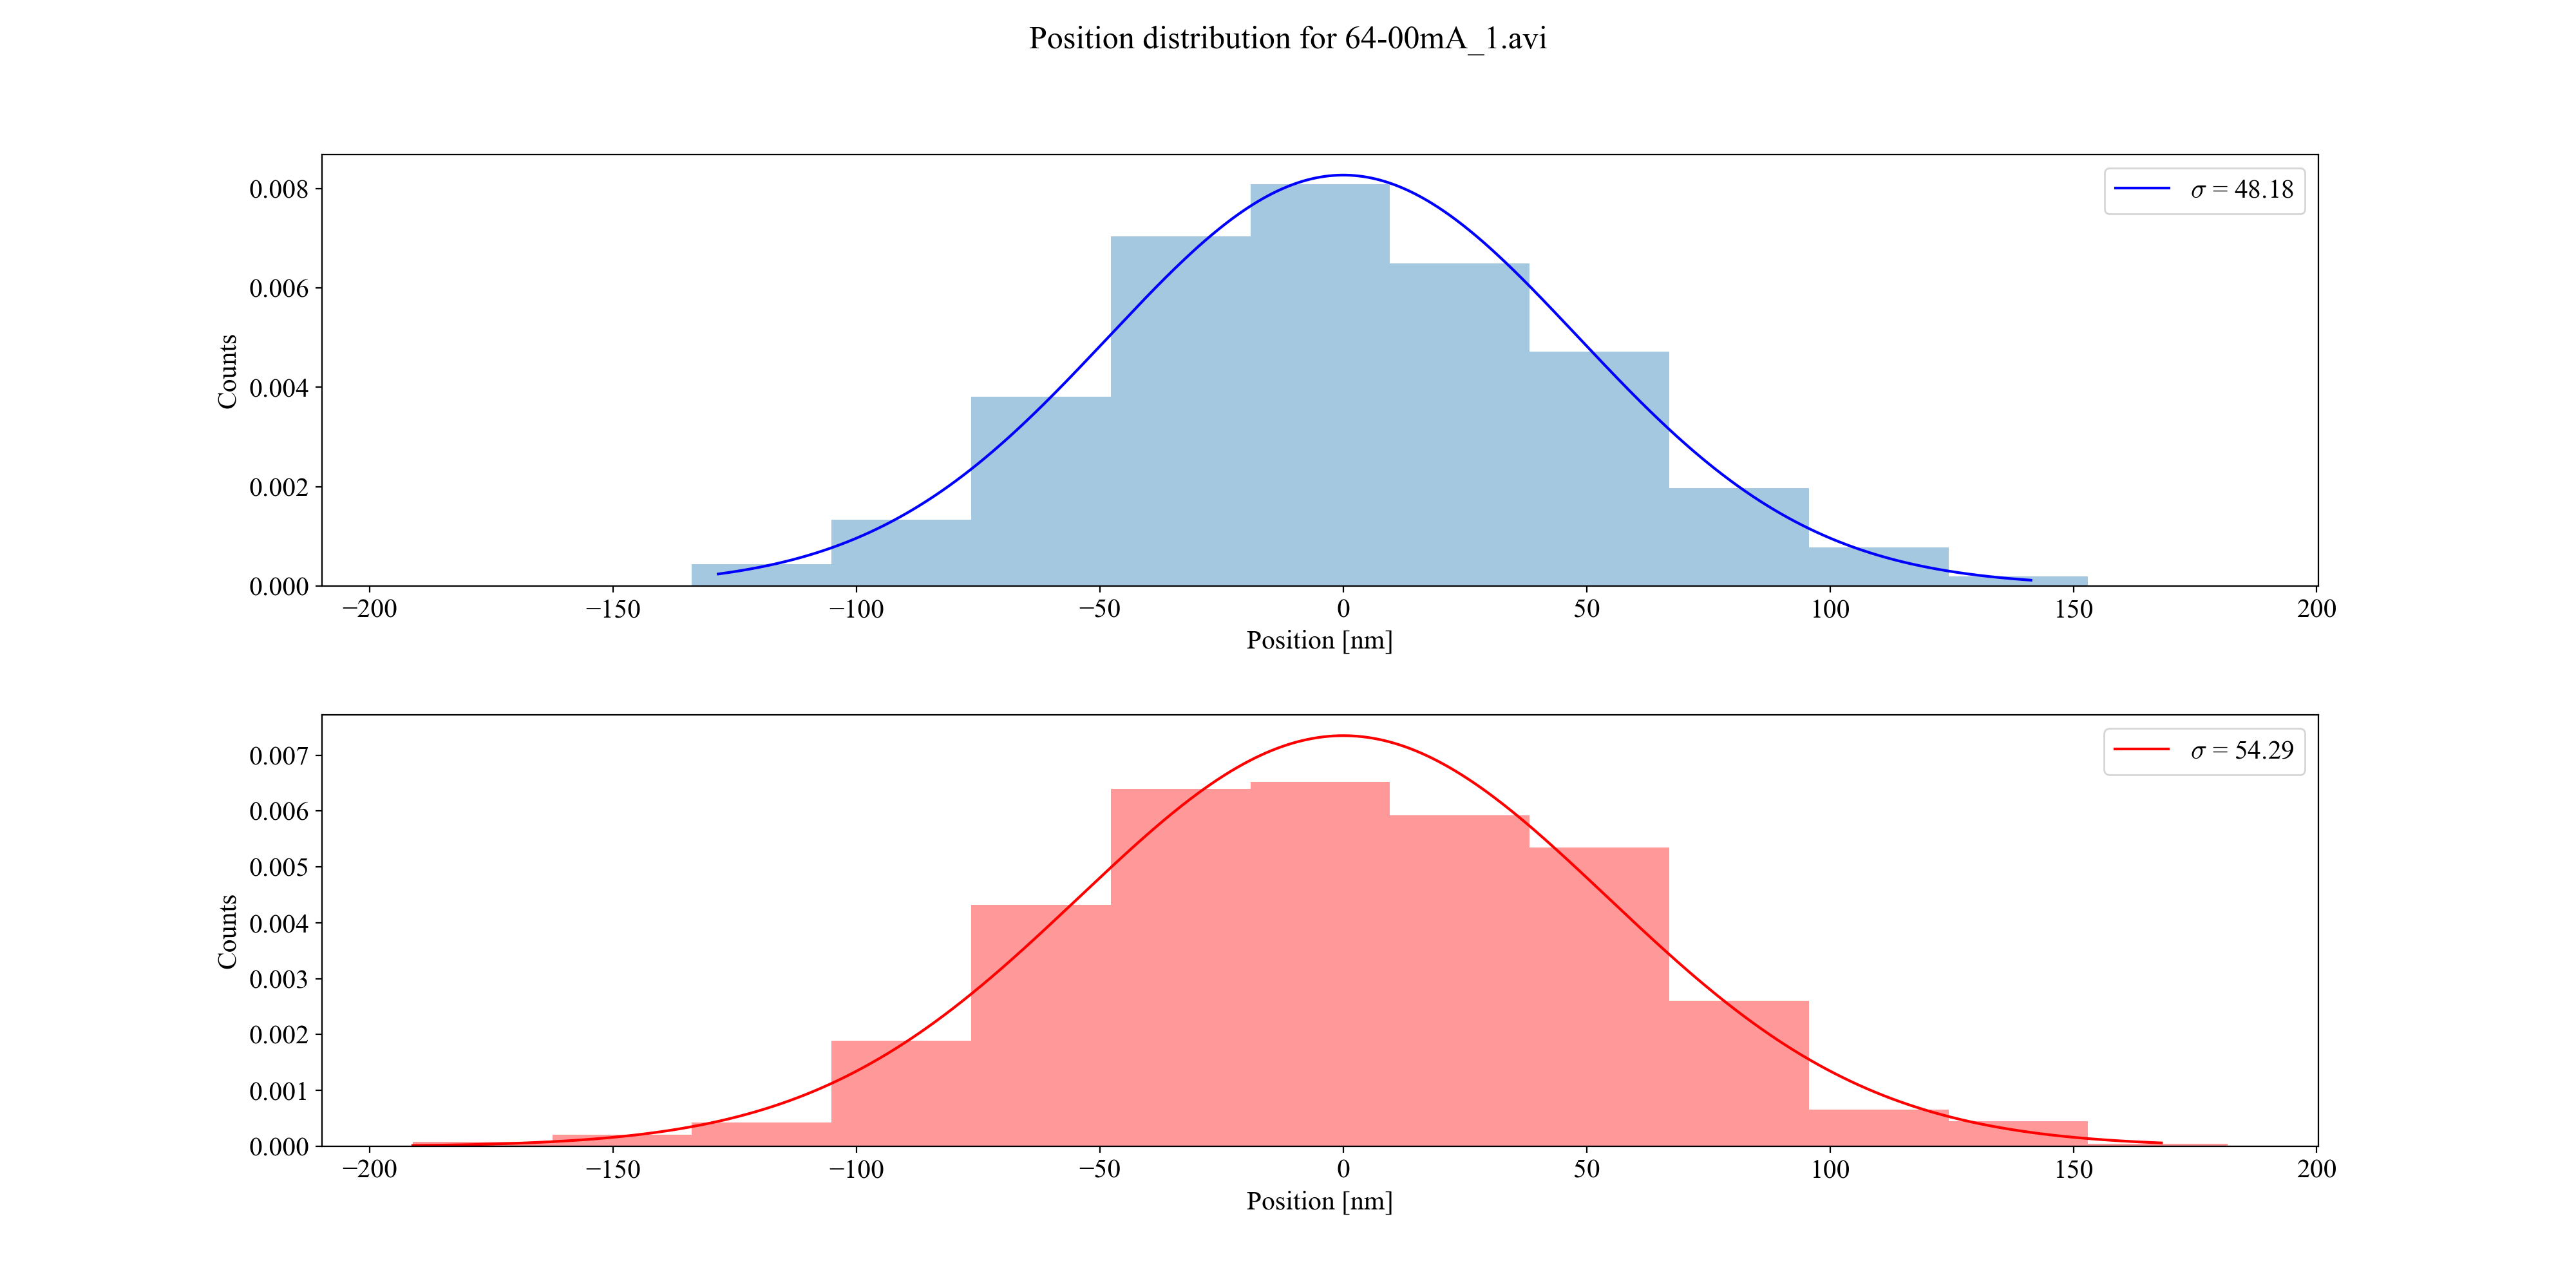 Position distribution for 64-00mA_1.avi
σ = 48.18
Counts
0.008
0.006
0.004
0.002
0.000
−200 −150 −100 −50 0 50 100 150 200
Position [nm]
σ = 54.29
Counts
0.007
0.006
0.005
0.004
0.003
0.002
0.001
0.000
−200 −150 −100 −50 0 50 100 150 200
Position [nm]